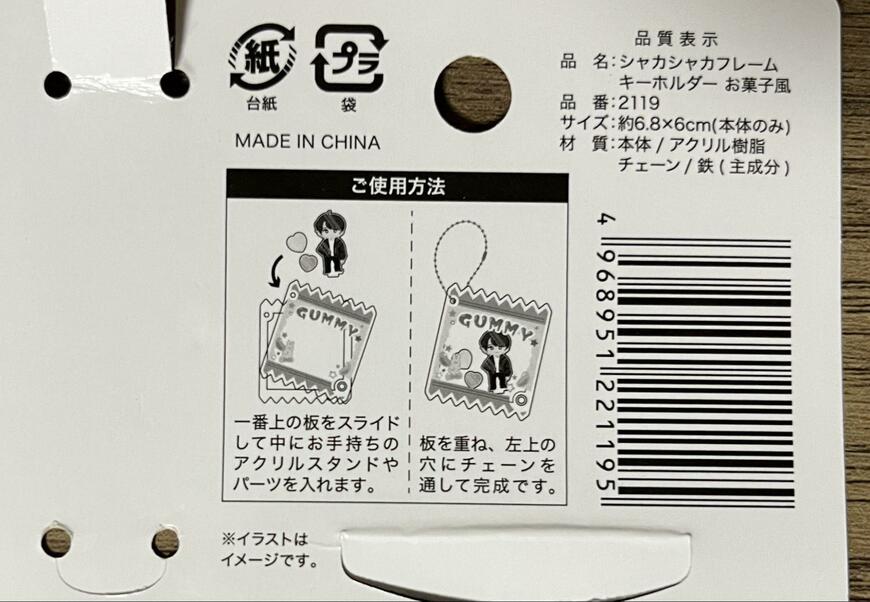 紙
台紙
プラ
袋
MADE IN CHINA
品質表示
品　名：シャカシャカフレーム
キーホルダー お菓子風
品　番：2119
サイズ：約6.8×6cm(本体のみ)
材　質：本体 / アクリル樹脂
チェーン / 鉄 ( 主成分 )
ご使用方法
GUMMY
一番上の板をスライド
して中にお手持ちの
アクリルスタンドや
パーツを入れます。
GUMMY
板を重ね、左上の
穴にチェーンを
通して完成です。
※イラストは
イメージです。
4 968951 221195